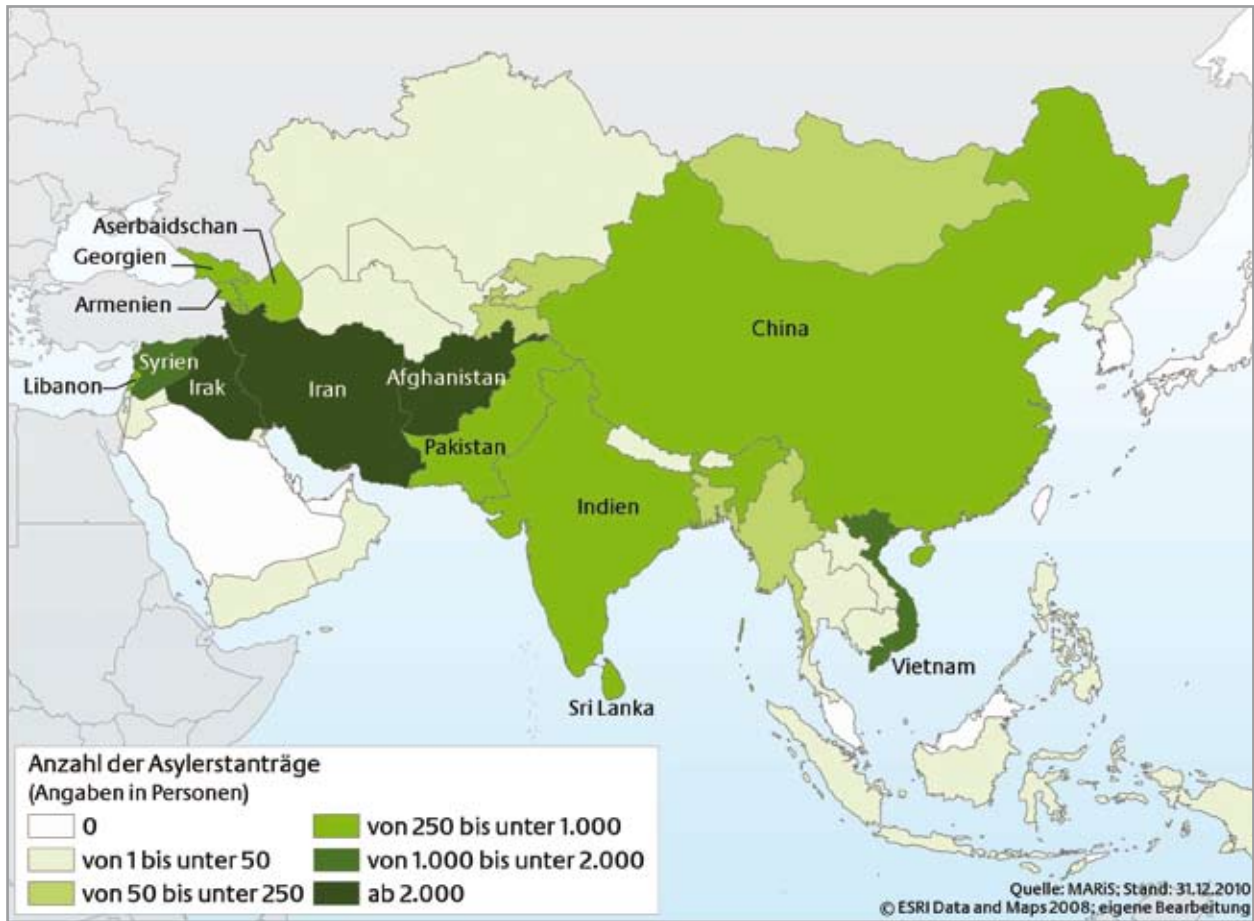 Aserbaidschan
Georgien
Armenien
Syrien
Libanon
Irak
Iran
Afghanistan
Pakistan
China
Indien
Vietnam
Sri Lanka
Anzahl der Asylerstanträge
(Angaben in Personen)
0
von 1 bis unter 50
von 50 bis unter 250
von 250 bis unter 1.000
von 1.000 bis unter 2.000
ab 2.000
Quelle: MARiS; Stand: 31.12.2010
© ESRI Data and Maps 2008; eigene Bearbeitung